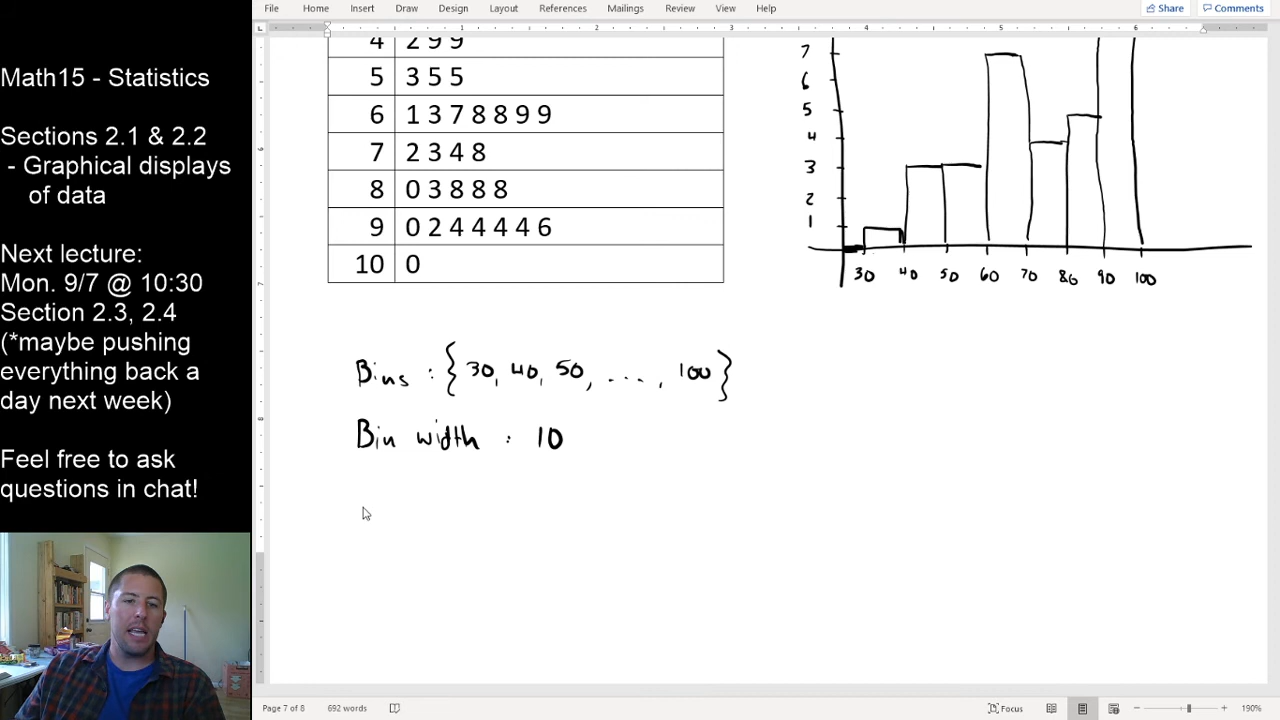 File Home Insert Draw Design Layout References Mailings Review View Help Share Comments
1 2 3 4 5 6
Math15 - Statistics
Sections 2.1 & 2.2
- Graphical displays
of data
Next lecture:
Mon. 9/7 @ 10:30
Section 2.3, 2.4
(*maybe pushing
everything back a
day next week)
Feel free to ask
questions in chat!
4 2 9 9
5 3 5 5
6 1 3 7 8 8 9 9
7 2 3 4 8
8 0 3 8 8 8
9 0 2 4 4 4 4 6
10 0
7
6
5
4
3
2
1
30 40 50 60 70 80 90 100
Bins : { 30, 40, 50, ...., 100 }
Bin width : 10
Page 7 of 8 692 words Focus 190%